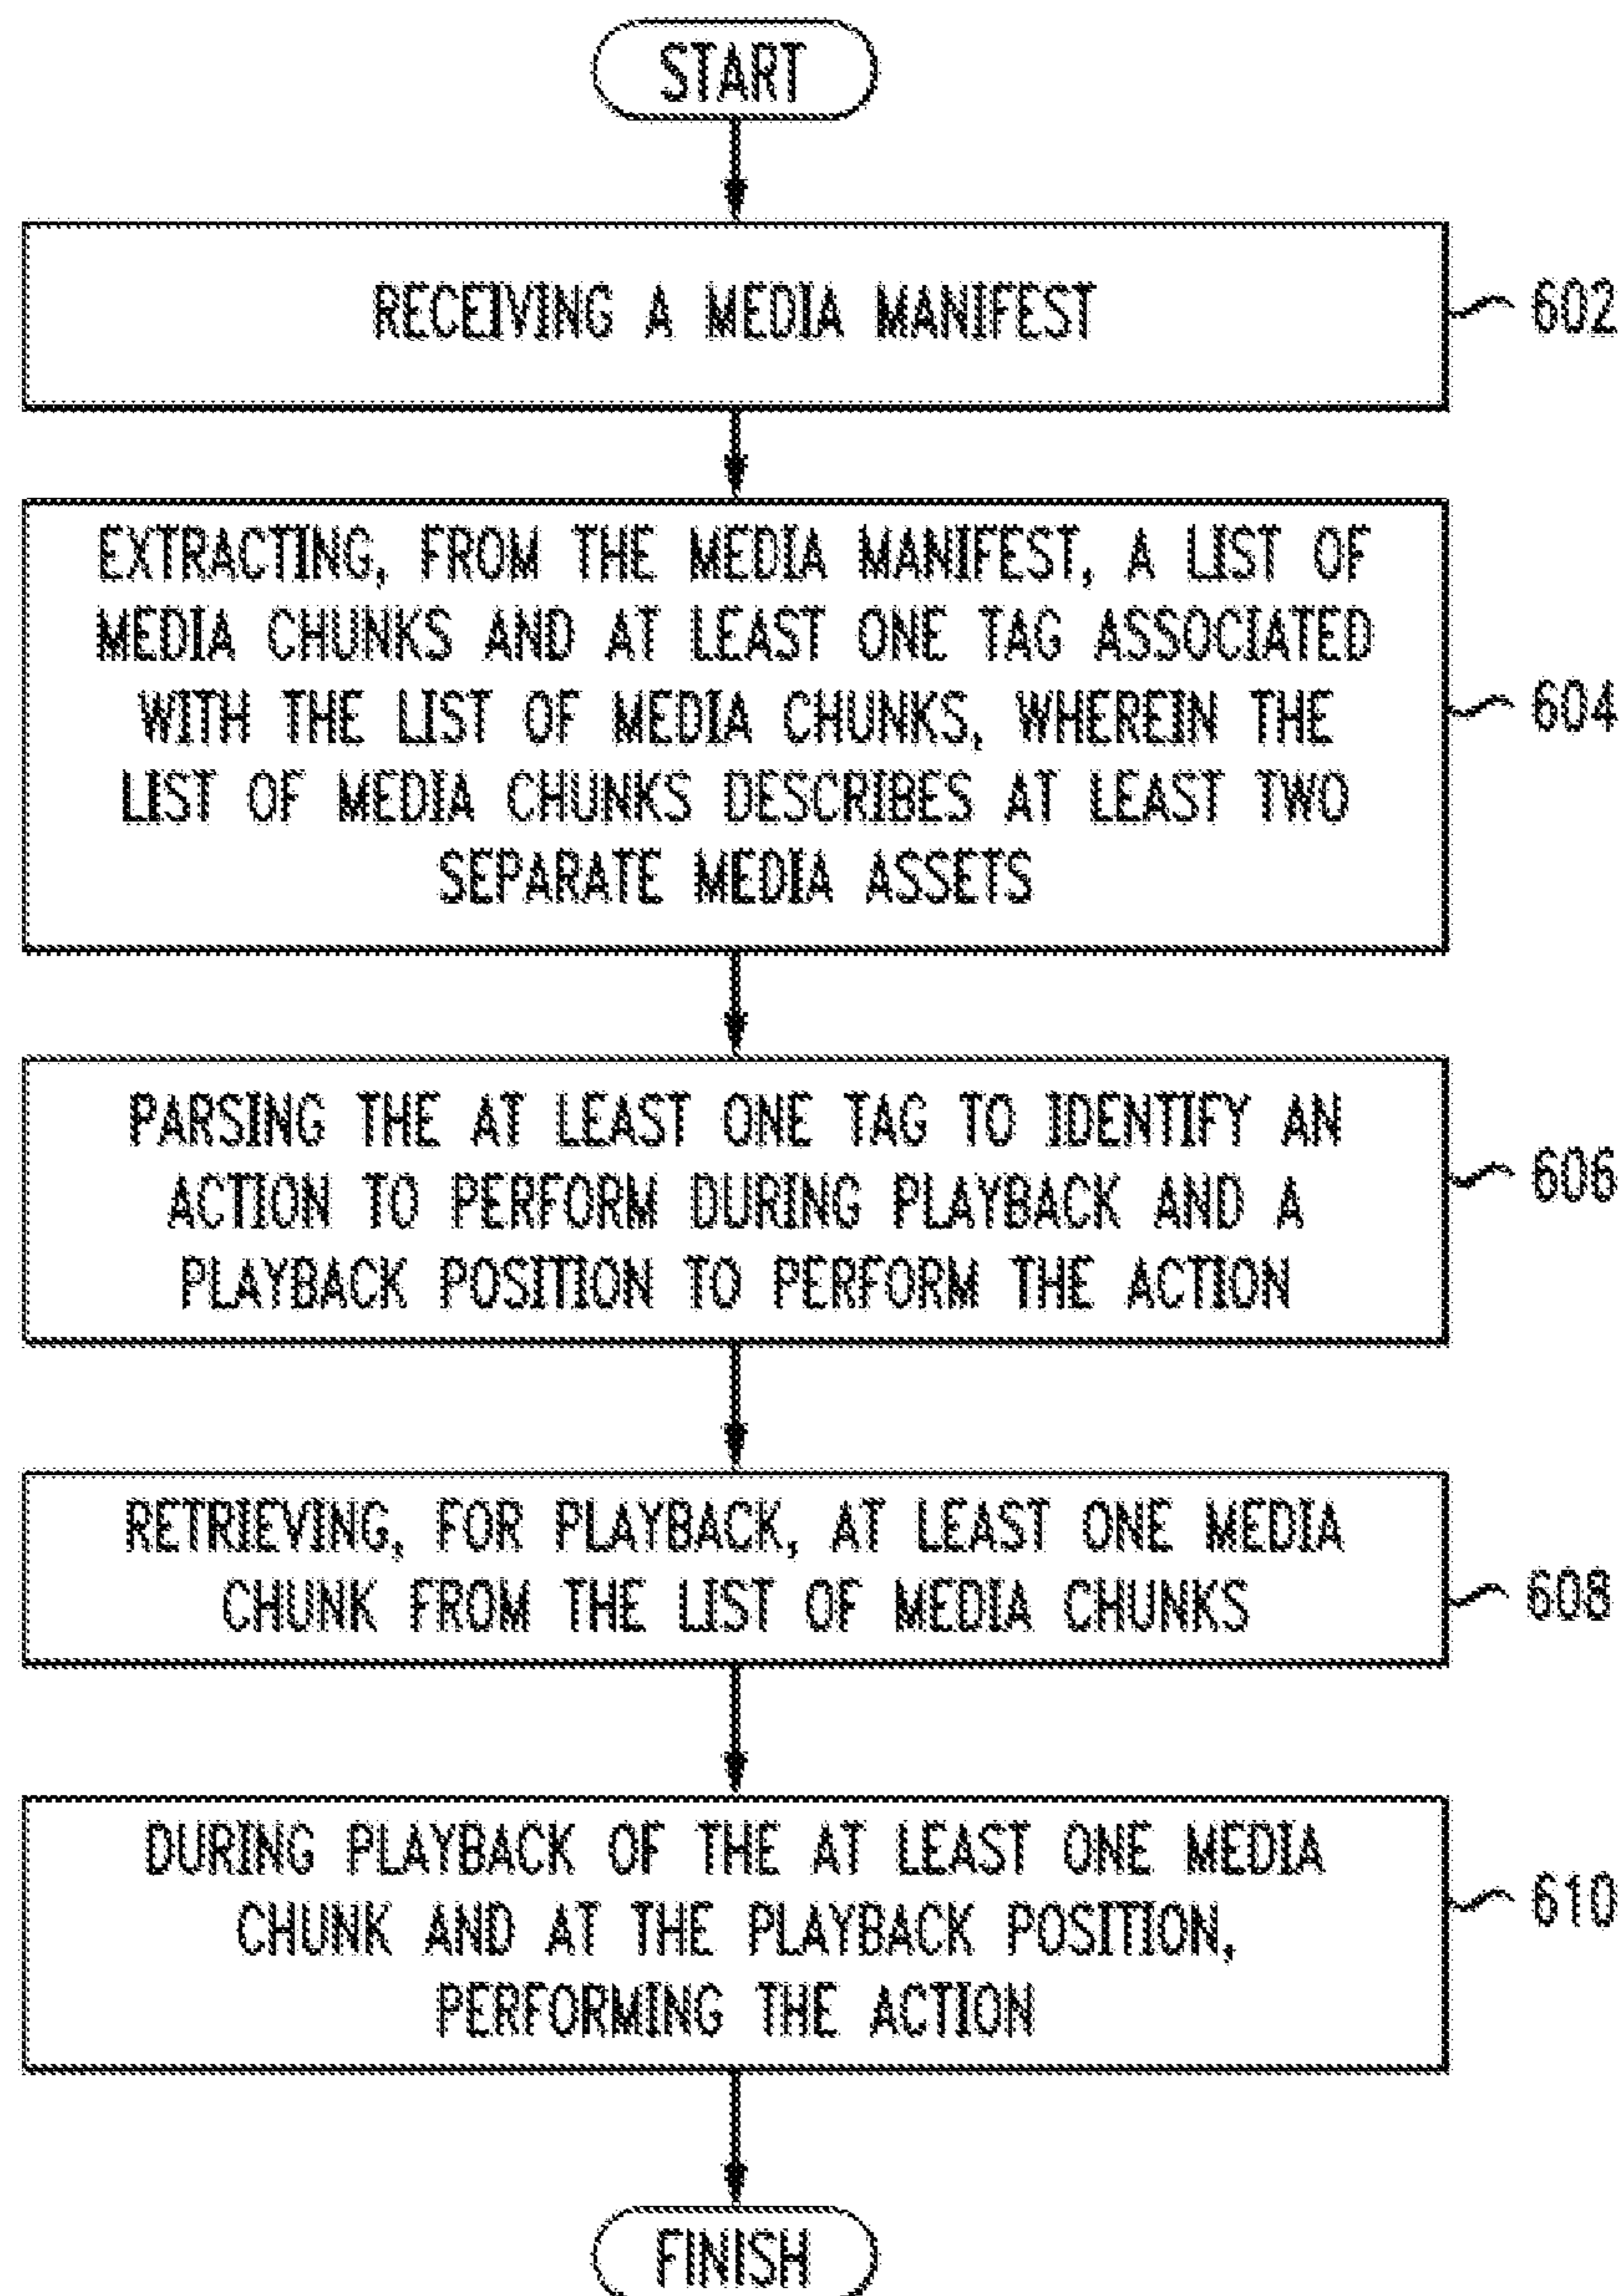 START
RECEIVING A MEDIA MANIFEST
602
EXTRACTING, FROM THE MEDIA MANIFEST, A LIST OF
MEDIA CHUNKS AND AT LEAST ONE TAG ASSOCIATED
WITH THE LIST OF MEDIA CHUNKS, WHEREIN THE
LIST OF MEDIA CHUNKS DESCRIBES AT LEAST TWO
SEPARATE MEDIA ASSETS
604
PARSING THE AT LEAST ONE TAG TO IDENTIFY AN
ACTION TO PERFORM DURING PLAYBACK AND A
PLAYBACK POSITION TO PERFORM THE ACTION
606
RETRIEVING, FOR PLAYBACK, AT LEAST ONE MEDIA
CHUNK FROM THE LIST OF MEDIA CHUNKS
608
DURING PLAYBACK OF THE AT LEAST ONE MEDIA
CHUNK AND AT THE PLAYBACK POSITION,
PERFORMING THE ACTION
610
FINISH